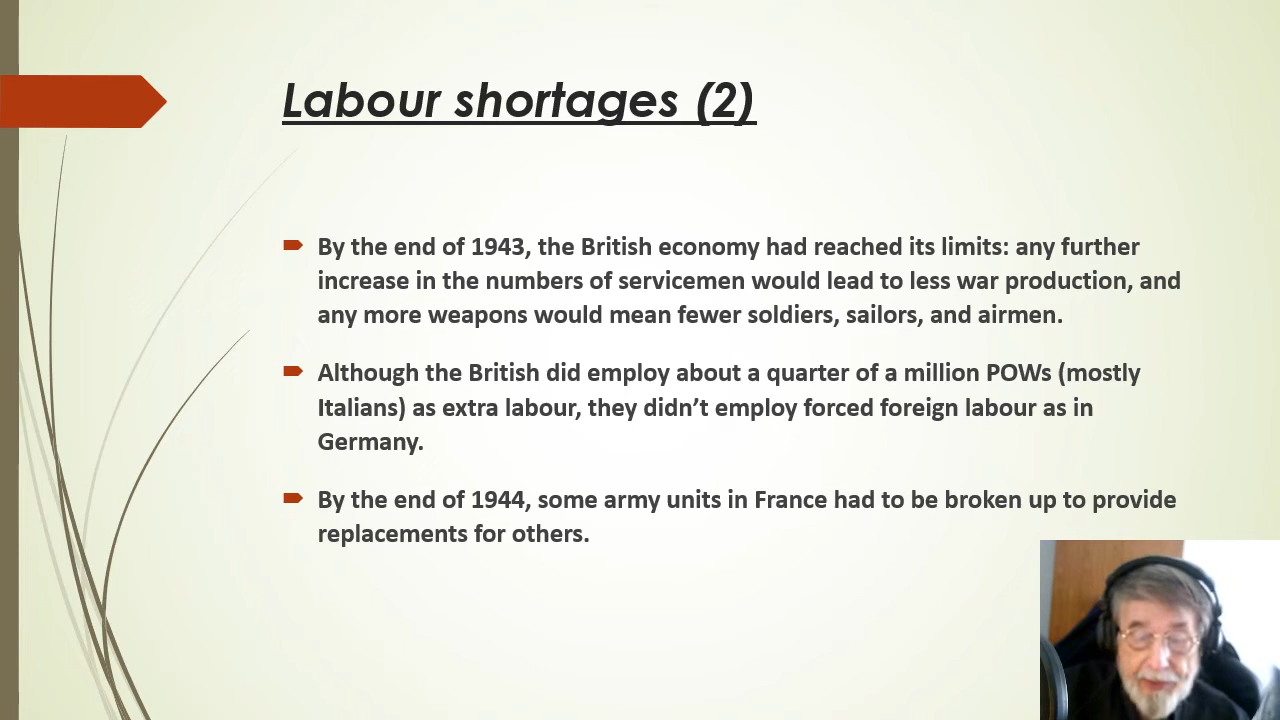 Labour shortages (2)
By the end of 1943, the British economy had reached its limits: any further
increase in the numbers of servicemen would lead to less war production, and
any more weapons would mean fewer soldiers, sailors, and airmen.
Although the British did employ about a quarter of a million POWs (mostly
Italians) as extra labour, they didn’t employ forced foreign labour as in
Germany.
By the end of 1944, some army units in France had to be broken up to provide
replacements for others.